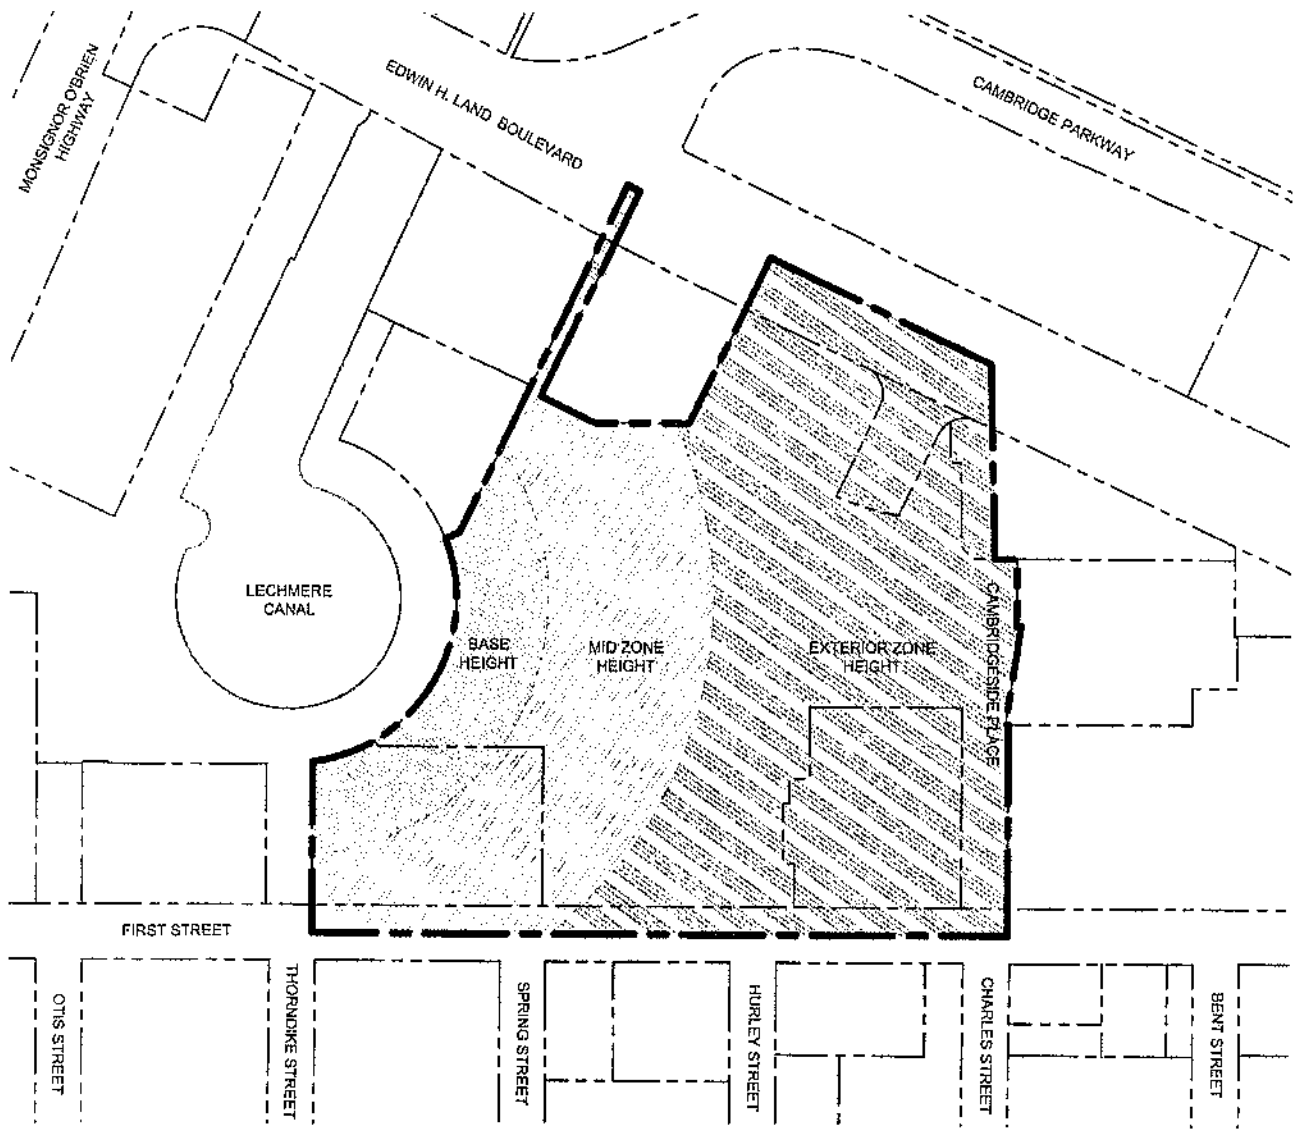 MONSIGNOR O'BRIEN
HIGHWAY
EDWIN H. LAND BOULEVARD
CAMBRIDGE PARKWAY
LECHMERE
CANAL
BASE
HEIGHT
MID ZONE
HEIGHT
EXTERIOR ZONE
HEIGHT
CAMBRIDGESIDE PLACE
FIRST STREET
OTIS STREET
THORNDIKE STREET
SPRING STREET
HURLEY STREET
CHARLES STREET
BENT STREET